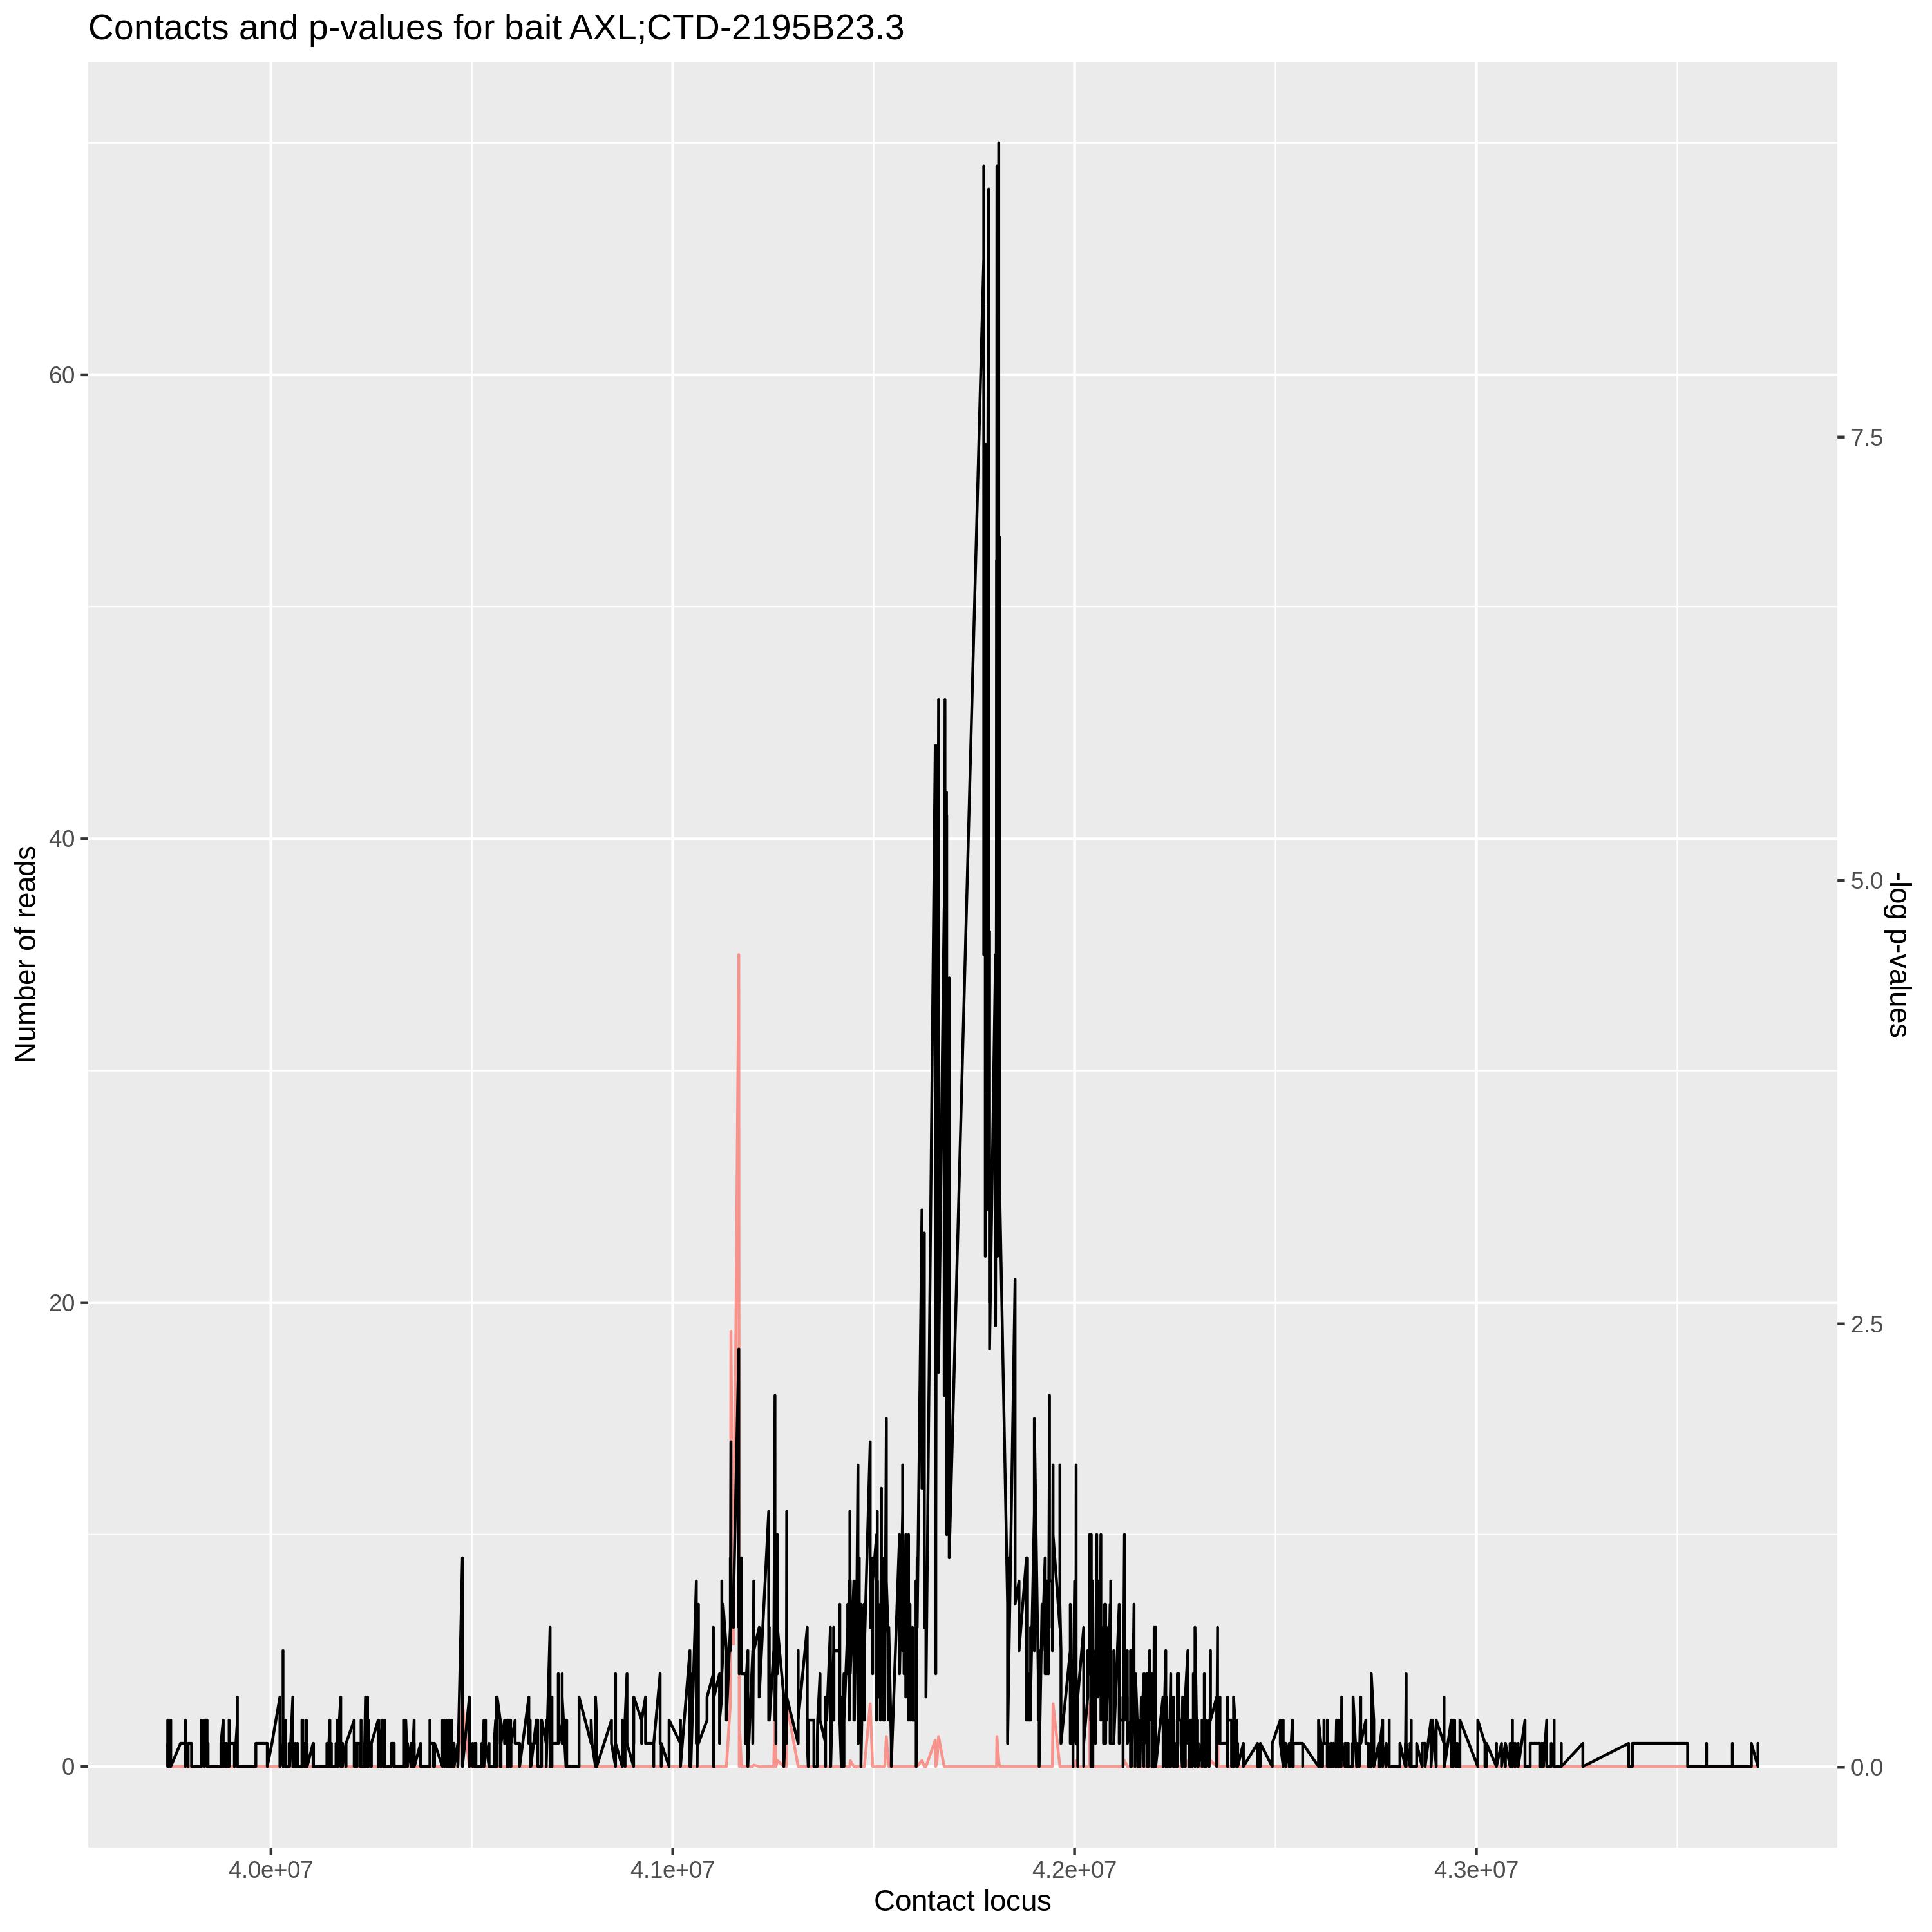 Contacts and p-values for bait AXL;CTD-2195B23.3
60
40
20
0
Number of reads
7.5
5.0
2.5
0.0
-log p-values
4.0e+07
4.1e+07
4.2e+07
4.3e+07
Contact locus